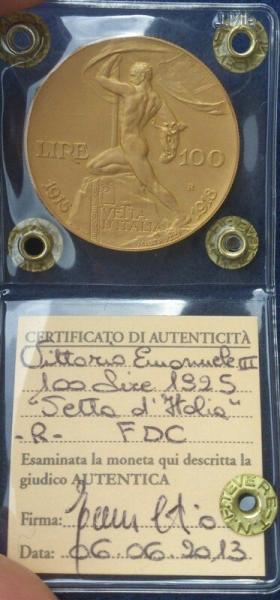 LIRE 100
1915 1918
R
VETTA
D'ITALIA
CERTIFICATO DI AUTENTICITÀ
Vittorio Emanuele III
100 Lire 1925
"Vetta d'Italia"
-R- FDC
Esaminata la moneta qui descritta la
giudico AUTENTICA
Firma:
Data: 06.06.2013